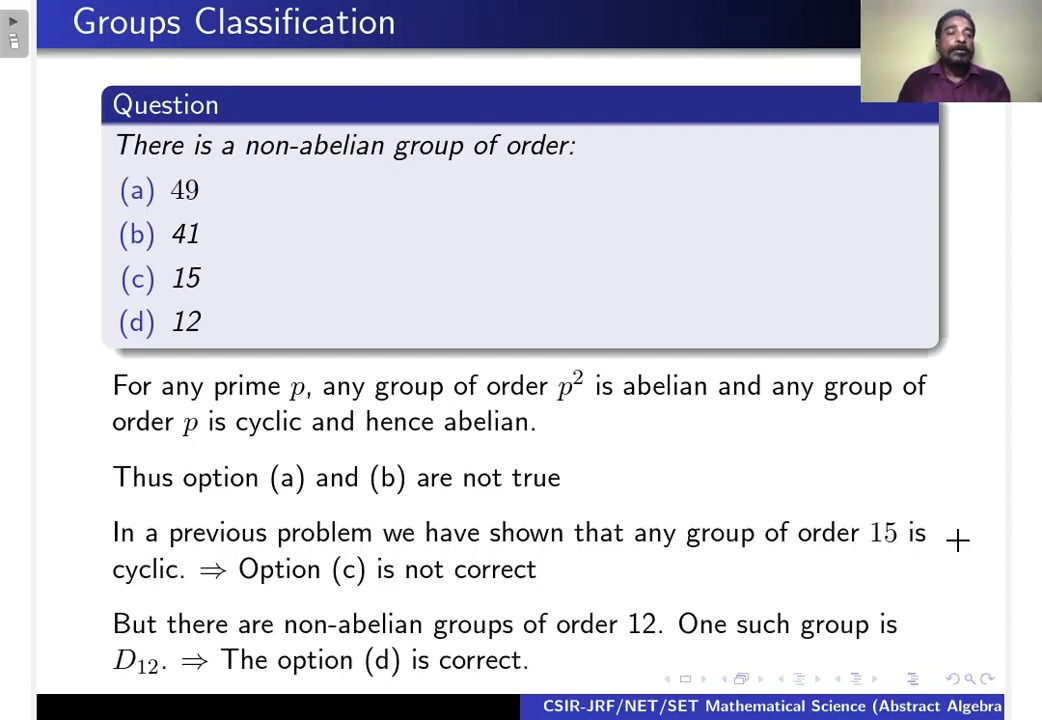 Groups Classification
Question
There is a non-abelian group of order:
(a) 49
(b) 41
(c) 15
(d) 12
For any prime p, any group of order p² is abelian and any group of
order p is cyclic and hence abelian.
Thus option (a) and (b) are not true
In a previous problem we have shown that any group of order 15 is
cyclic. ⇒ Option (c) is not correct
But there are non-abelian groups of order 12. One such group is
D₁₂. ⇒ The option (d) is correct.
CSIR-JRF/NET/SET Mathematical Science (Abstract Algebra